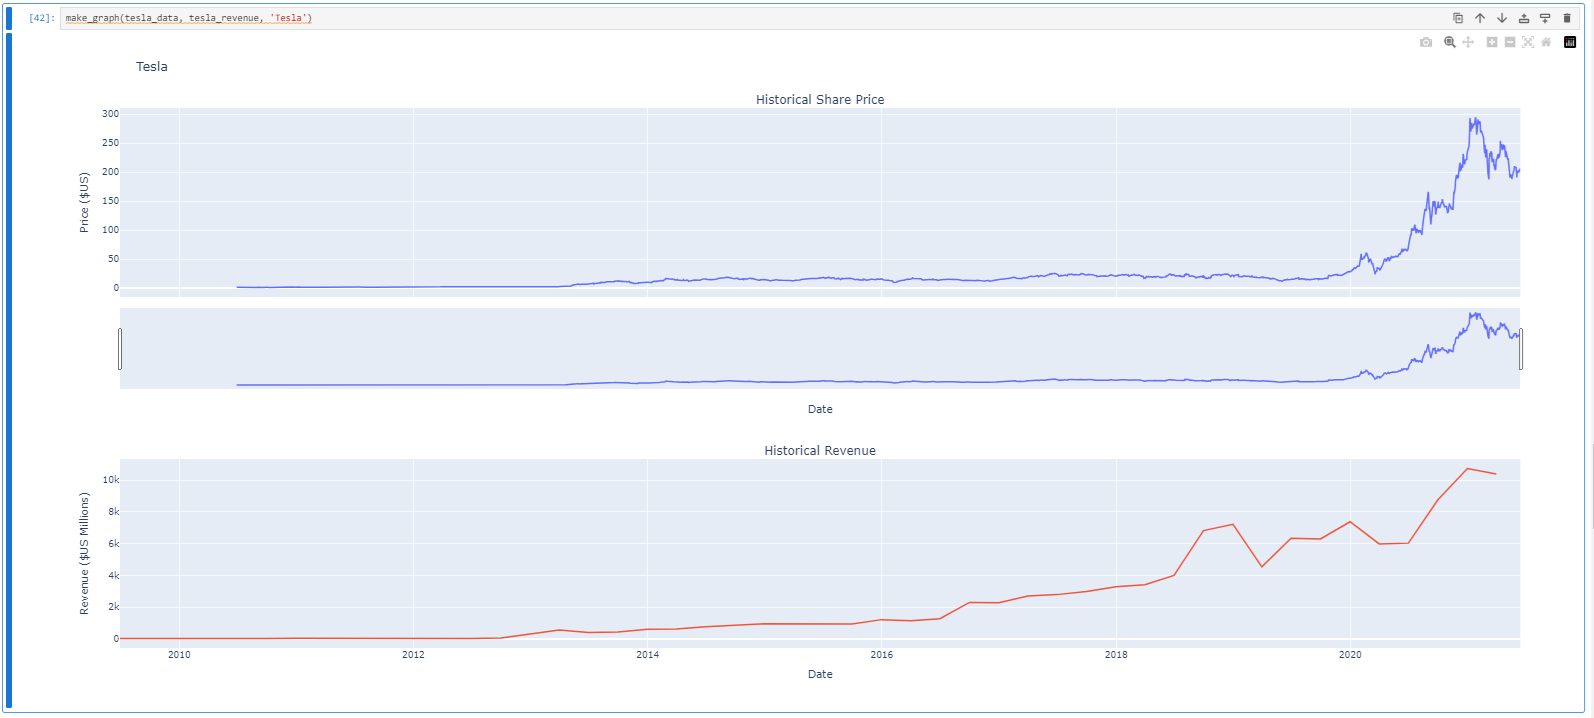 [42]: make_graph(tesla_data, tesla_revenue, 'Tesla')
Tesla
Historical Share Price
300
250
200
150
100
50
0
Price ($US)
Date
Historical Revenue
10k
8k
6k
4k
2k
0
Revenue ($US Millions)
2010 2012 2014 2016 2018 2020
Date